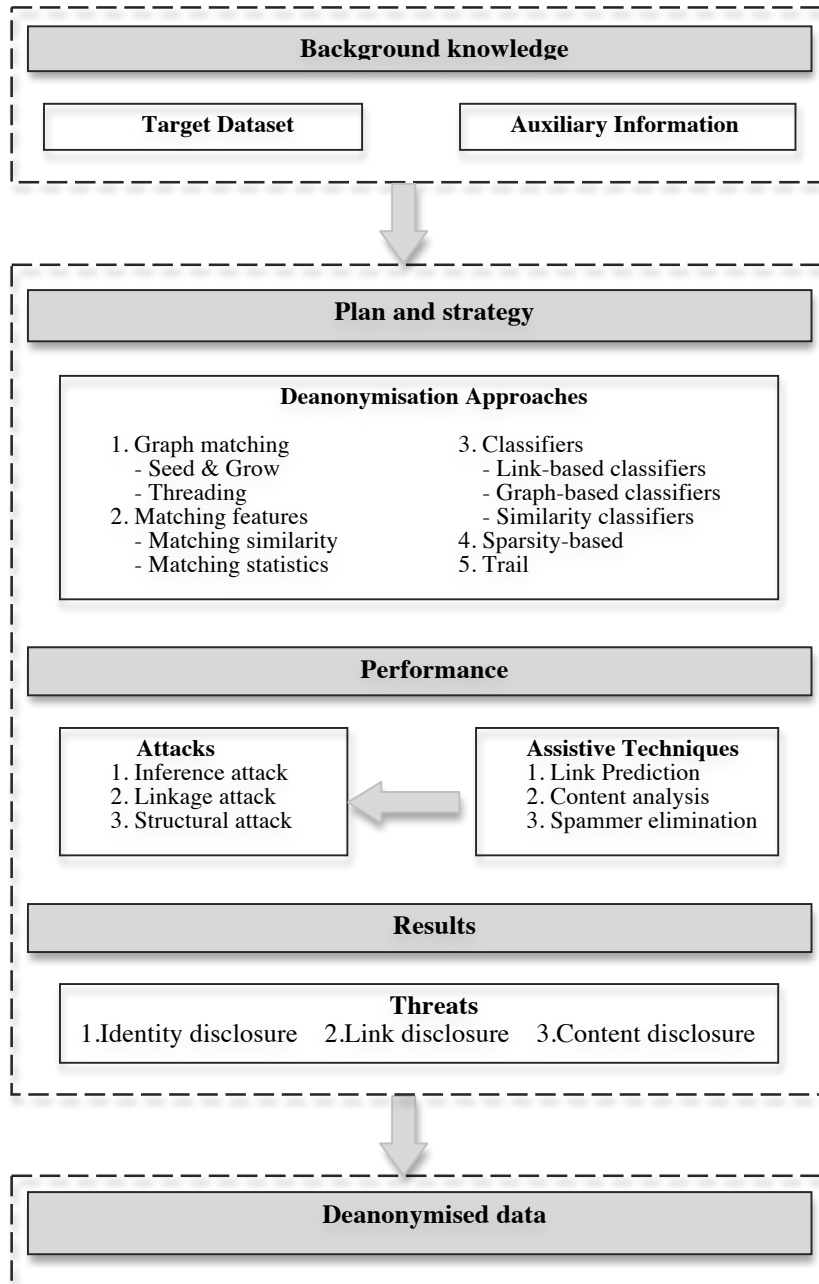 Background knowledge
Target Dataset
Auxiliary Information
Plan and strategy
Deanonymisation Approaches
1. Graph matching
- Seed & Grow
- Threading
2. Matching features
- Matching similarity
- Matching statistics
3. Classifiers
- Link-based classifiers
- Graph-based classifiers
- Similarity classifiers
4. Sparsity-based
5. Trail
Performance
Attacks
1. Inference attack
2. Linkage attack
3. Structural attack
Assistive Techniques
1. Link Prediction
2. Content analysis
3. Spammer elimination
Results
Threats
1.Identity disclosure 2.Link disclosure 3.Content disclosure
Deanonymised data